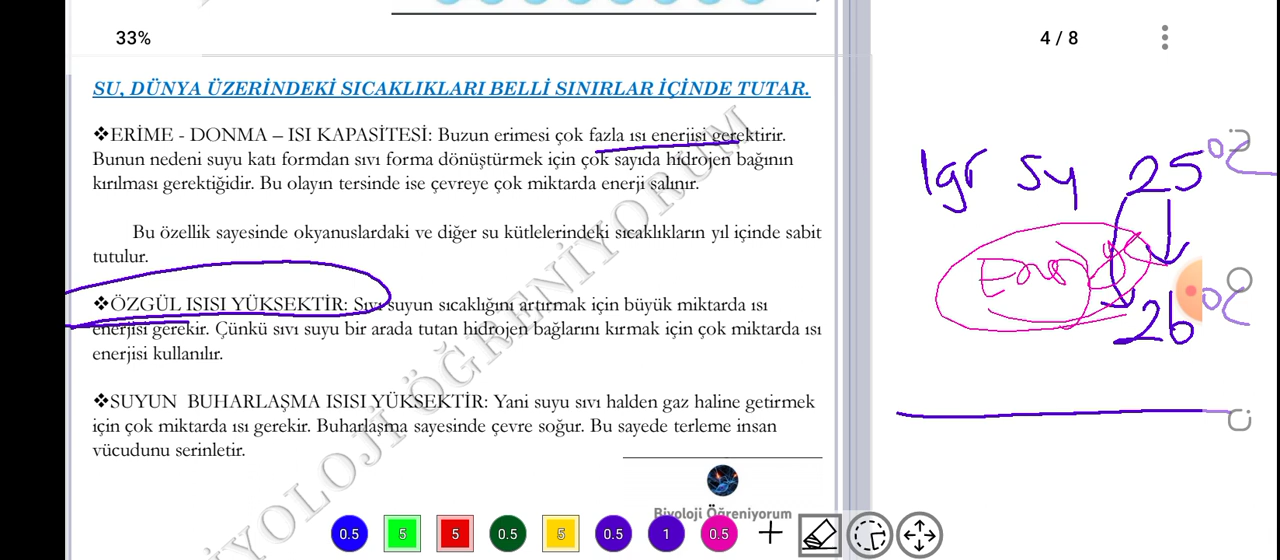 33%
4 / 8
SU, DÜNYA ÜZERİNDEKİ SICAKLIKLARI BELLİ SINIRLAR İÇİNDE TUTAR.
❖ERİME - DONMA – ISI KAPASİTESİ: Buzun erimesi çok fazla ısı enerjisi gerektirir.
Bunun nedeni suyu katı formdan sıvı forma dönüştürmek için çok sayıda hidrojen bağının
kırılması gerektiğidir. Bu olayın tersinde ise çevreye çok miktarda enerji salınır.
Bu özellik sayesinde okyanuslardaki ve diğer su kütlelerindeki sıcaklıkların yıl içinde sabit
tutulur.
❖ÖZGÜL ISISI YÜKSEKTİR: Sıvı suyun sıcaklığını artırmak için büyük miktarda ısı
enerjisi gerekir. Çünkü sıvı suyu bir arada tutan hidrojen bağlarını kırmak için çok miktarda ısı
enerjisi kullanılır.
❖SUYUN BUHARLAŞMA ISISI YÜKSEKTİR: Yani suyu sıvı halden gaz haline getirmek
için çok miktarda ısı gerekir. Buharlaşma sayesinde çevre soğur. Bu sayede terleme insan
vücudunu serinletir.
1gr Sy 25°C
26 °C
BİYOLOJİ ÖĞRENİYORUM
Biyoloji Öğreniyorum
0.5 5 5 0.5 5 0.5 1 0.5